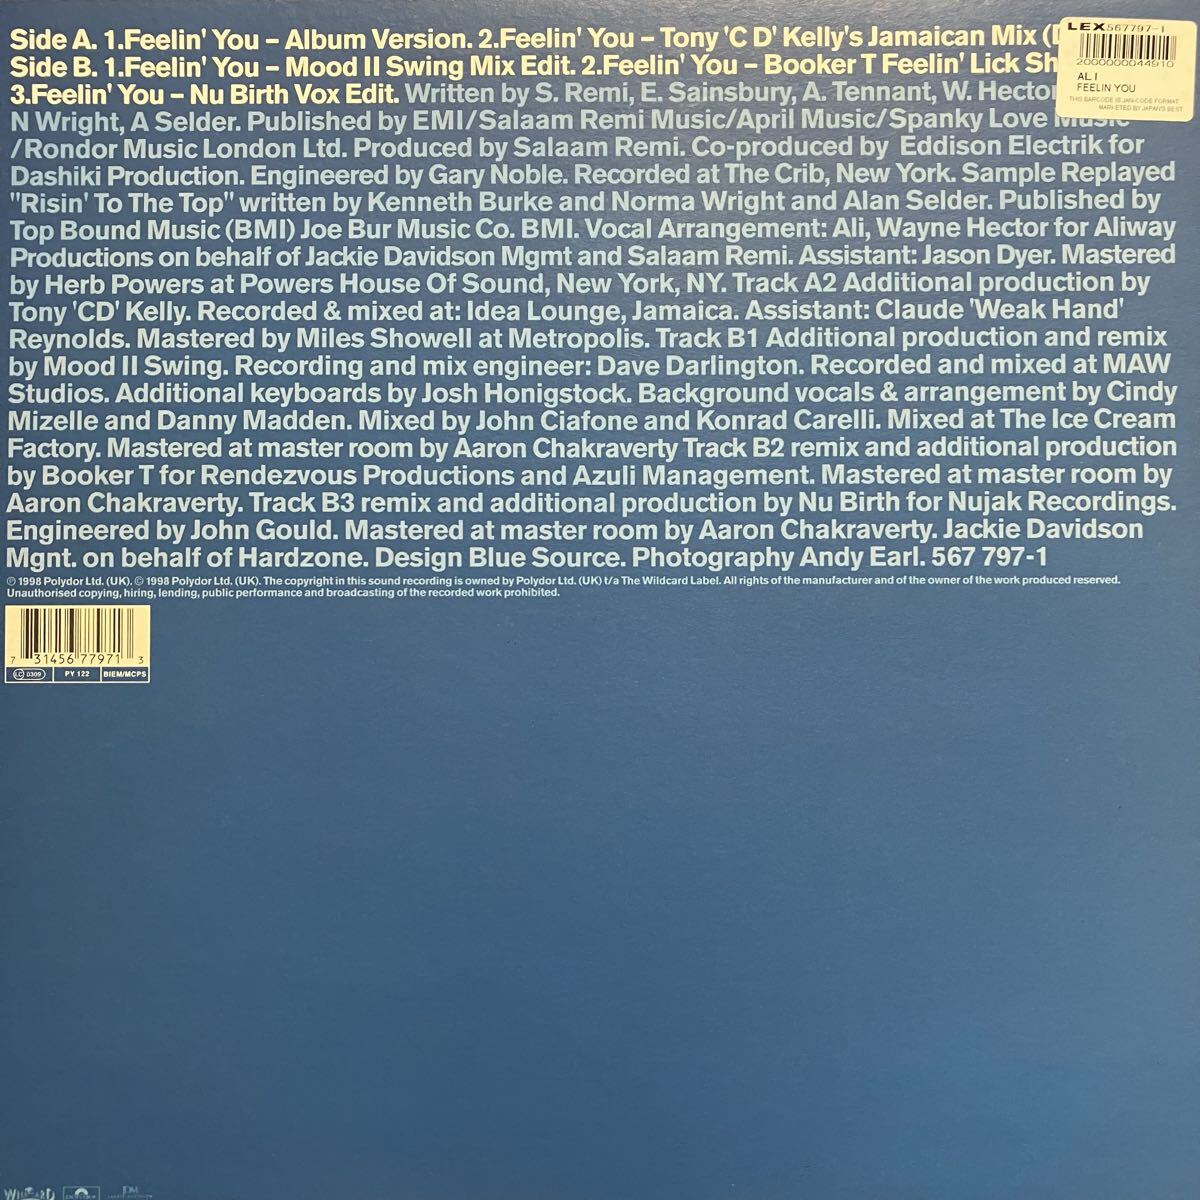 Side A. 1.Feelin' You – Album Version. 2.Feelin' You – Tony 'C D' Kelly's Jamaican Mix
Side B. 1.Feelin' You – Mood II Swing Mix Edit. 2.Feelin' You – Booker T Feelin' Lick
3.Feelin' You – Nu Birth Vox Edit. Written by S. Remi, E. Sainsbury, A. Tennant, W. Hector
N Wright, A Selder. Published by EMI/Salaam Remi Music/April Music/Spanky Love Music
/Rondor Music London Ltd. Produced by Salaam Remi. Co-produced by Eddison Electrik for
Dashiki Production. Engineered by Gary Noble. Recorded at The Crib, New York. Sample Replayed
"Risin' To The Top" written by Kenneth Burke and Norma Wright and Alan Selder. Published by
Top Bound Music (BMI) Joe Bur Music Co. BMI. Vocal Arrangement: Ali, Wayne Hector for Aliway
Productions on behalf of Jackie Davidson Mgmt and Salaam Remi. Assistant: Jason Dyer. Mastered
by Herb Powers at Powers House Of Sound, New York, NY. Track A2 Additional production by
Tony 'CD' Kelly. Recorded & mixed at: Idea Lounge, Jamaica. Assistant: Claude 'Weak Hand'
Reynolds. Mastered by Miles Showell at Metropolis. Track B1 Additional production and remix
by Mood II Swing. Recording and mix engineer: Dave Darlington. Recorded and mixed at MAW
Studios. Additional keyboards by Josh Honigstock. Background vocals & arrangement by Cindy
Mizelle and Danny Madden. Mixed by John Ciafone and Konrad Carelli. Mixed at The Ice Cream
Factory. Mastered at master room by Aaron Chakraverty Track B2 remix and additional production
by Booker T for Rendezvous Productions and Azuli Management. Mastered at master room by
Aaron Chakraverty. Track B3 remix and additional production by Nu Birth for Nujak Recordings.
Engineered by John Gould. Mastered at master room by Aaron Chakraverty. Jackie Davidson
Mgnt. on behalf of Hardzone. Design Blue Source. Photography Andy Earl. 567 797-1
℗ 1998 Polydor Ltd. (UK). © 1998 Polydor Ltd. (UK). The copyright in this sound recording is owned by Polydor Ltd. (UK) t/a The Wildcard Label. All rights of the manufacturer and of the owner of the work produced reserved.
Unauthorised copying, hiring, lending, public performance and broadcasting of the recorded work prohibited.
LEX567797-1
2000000044910
ALI
FEELIN YOU
THIS BARCODE IS JAN-CODE FORMAT
MARKETED BY JAPAN'S BEST
7 31456 77971 3
LC 0309 PY 122 BIEM/MCPS
WILDCARD